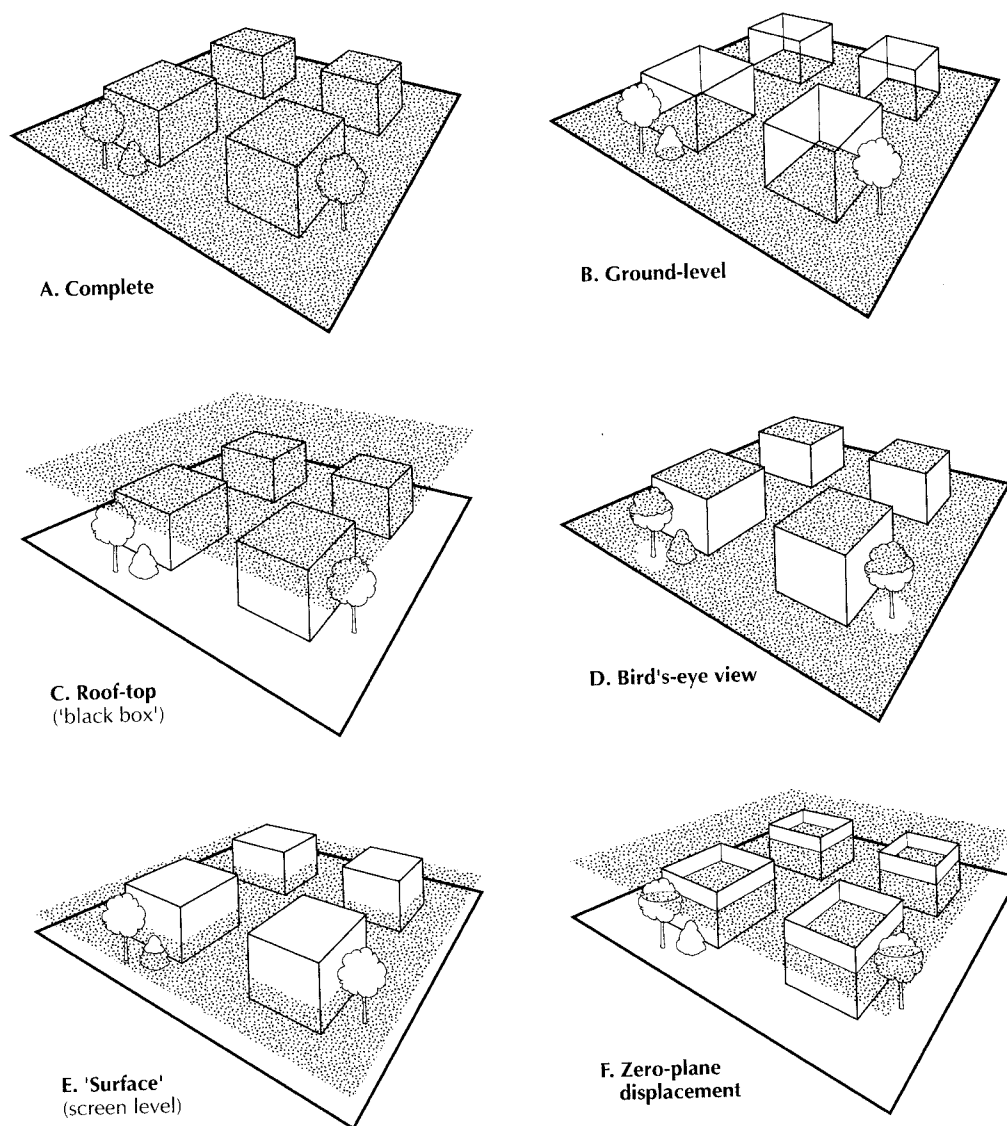 A. Complete
B. Ground-level
C. Roof-top
('black box')
D. Bird's-eye view
E. 'Surface'
(screen level)
F. Zero-plane
displacement